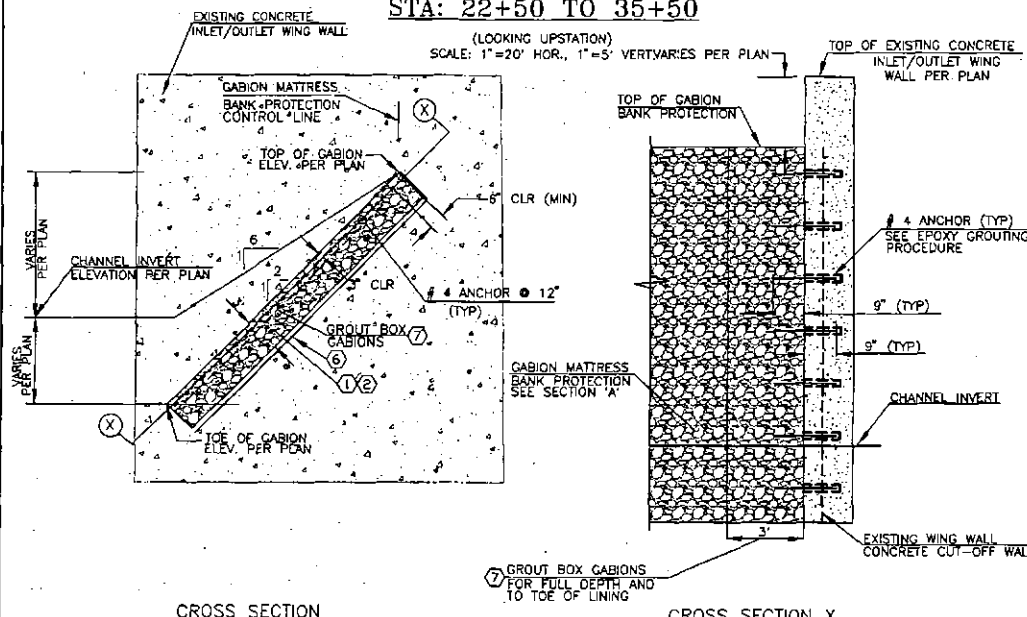 STA: 22+50 TO 35+50
(LOOKING UPSTATION)
SCALE: 1"=20' HOR., 1"=5' VERT.
VARIES PER PLAN
EXISTING CONCRETE
INLET/OUTLET WING WALL
GABION MATTRESS
BANK PROTECTION
CONTROL LINE
X
TOP OF GABION
ELEV. PER PLAN
6" CLR (MIN)
VARIES
PER PLAN
CHANNEL INVERT
ELEVATION PER PLAN
6
1
2
1
3" CLR
# 4 ANCHOR @ 12"
(TYP)
GROUT BOX
GABIONS
7
6
1
2
VARIES
PER PLAN
X
TOE OF GABION
ELEV. PER PLAN
CROSS SECTION
TOP OF EXISTING CONCRETE
INLET/OUTLET WING
WALL PER PLAN
TOP OF GABION
BANK PROTECTION
# 4 ANCHOR (TYP)
SEE EPOXY GROUTING
PROCEDURE
9" (TYP)
9" (TYP)
GABION MATTRESS
BANK PROTECTION
SEE SECTION 'A'
CHANNEL INVERT
3'
EXISTING WING WALL
CONCRETE CUT-OFF WAL
7
GROUT BOX GABIONS
FOR FULL DEPTH AND
TO TOE OF LINING
CROSS SECTION X